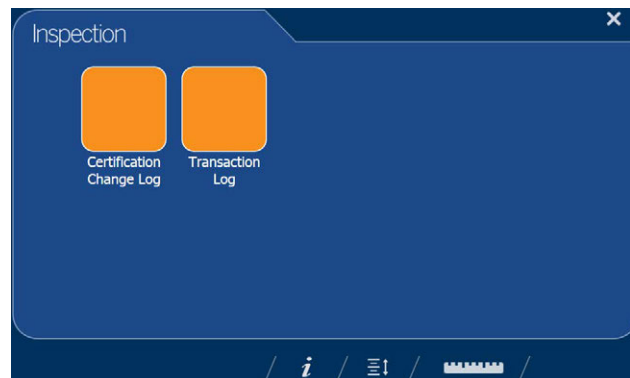 Inspection
Certification
Change Log
Transaction
Log
i